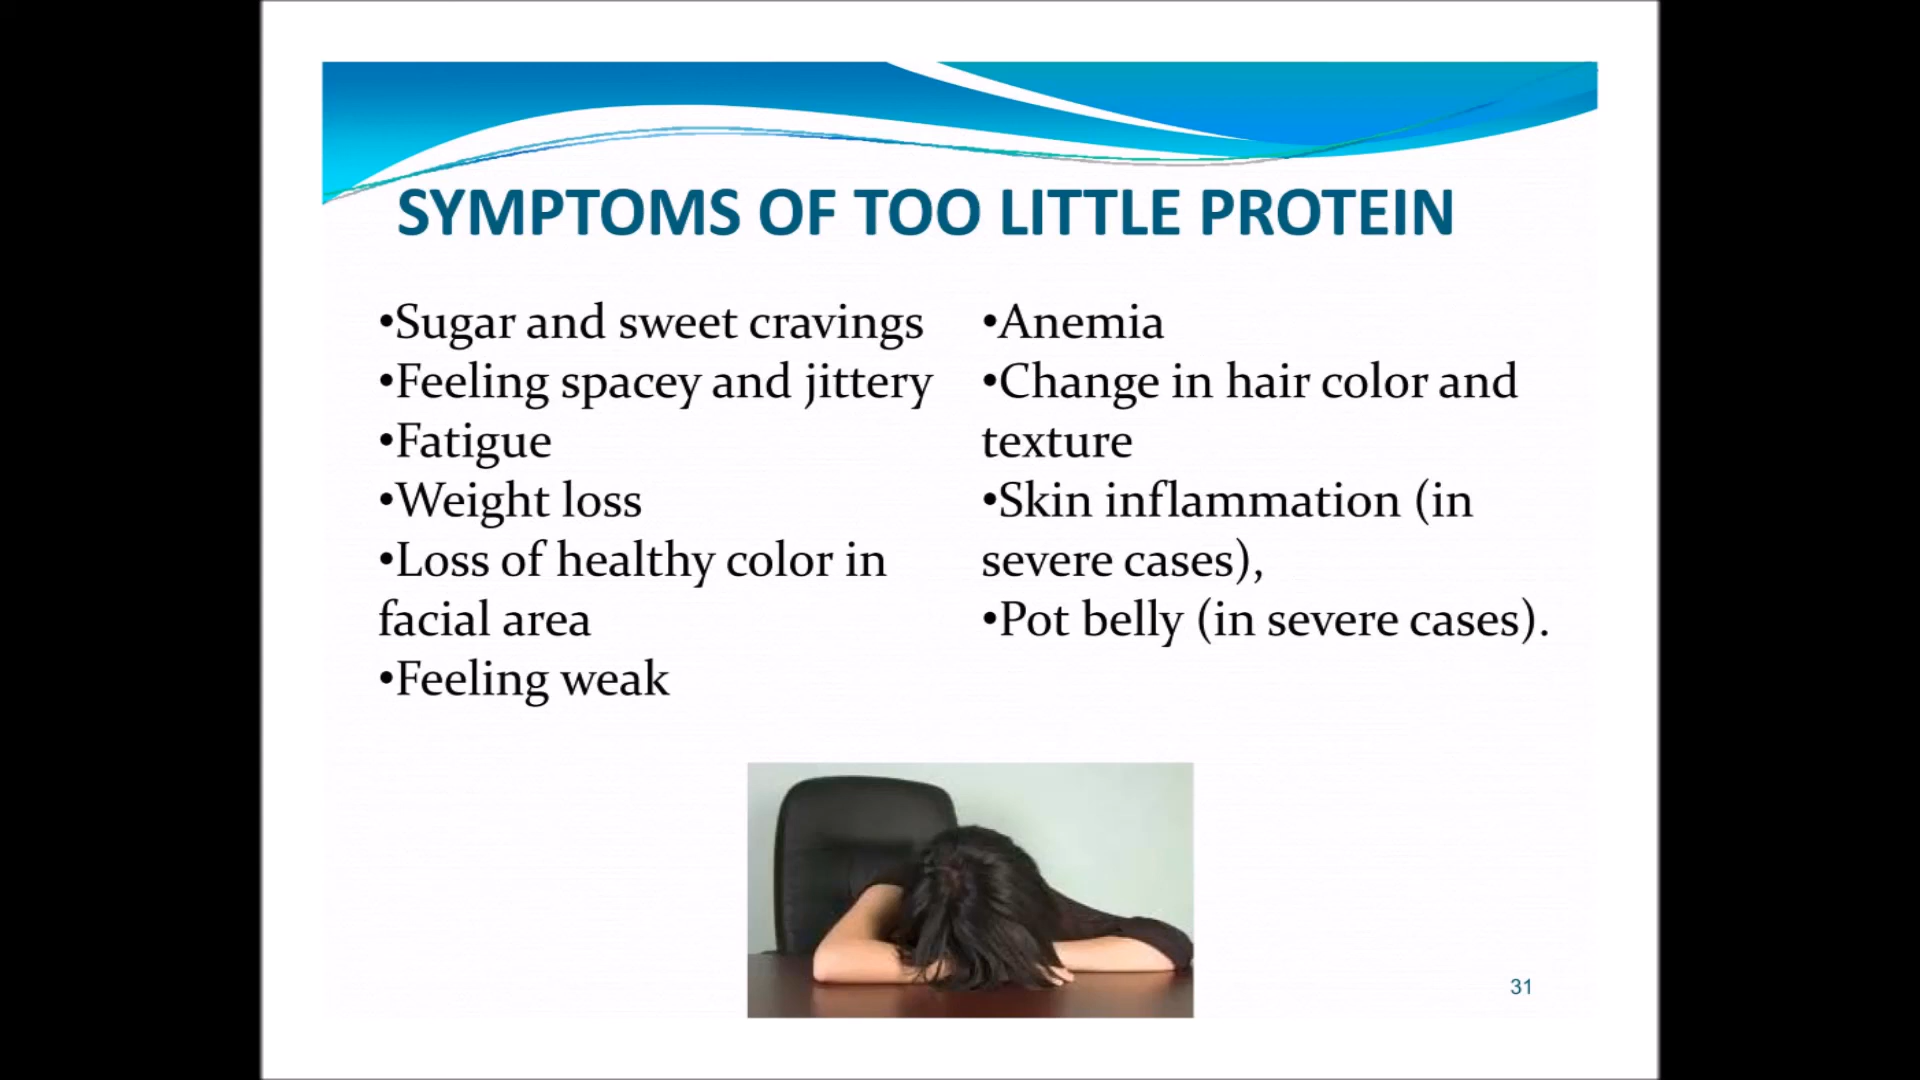 SYMPTOMS OF TOO LITTLE PROTEIN
•Sugar and sweet cravings
•Feeling spacey and jittery
•Fatigue
•Weight loss
•Loss of healthy color in
facial area
•Feeling weak
•Anemia
•Change in hair color and
texture
•Skin inflammation (in
severe cases),
•Pot belly (in severe cases).
31